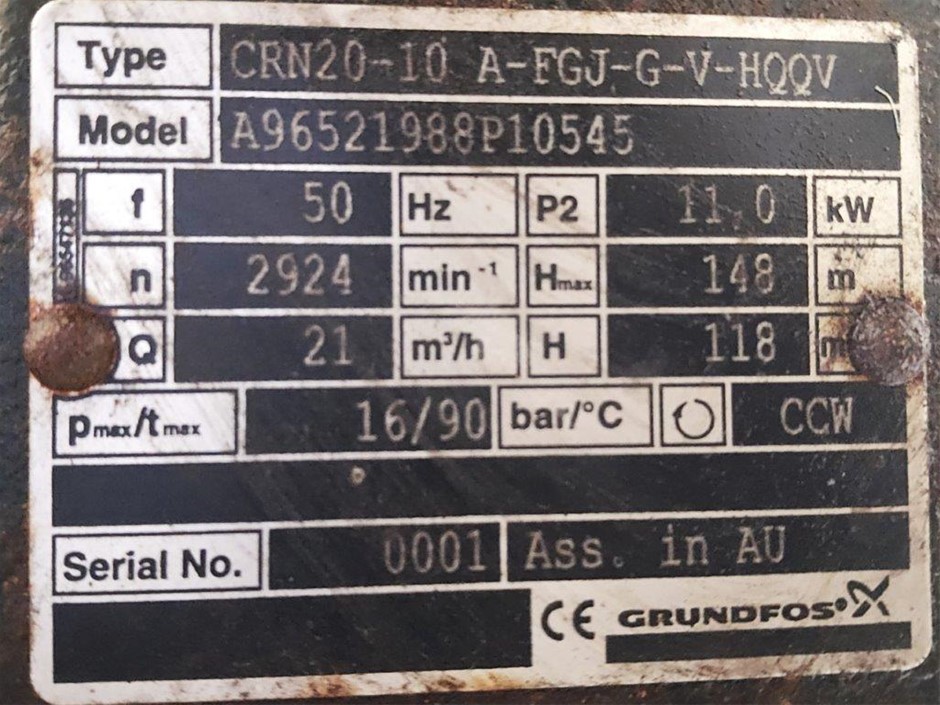 Type CRN20-10 A-FGJ-G-V-HQQV
Model A96521988P10545
f 50 Hz P2 11.0 kW
n 2924 min⁻¹ Hmax 148 m
Q 21 m³/h H 118 m
pmax/tmax 16/90 bar/°C CCW
Serial No. 0001 Ass. in AU
CE GRUNDFOS